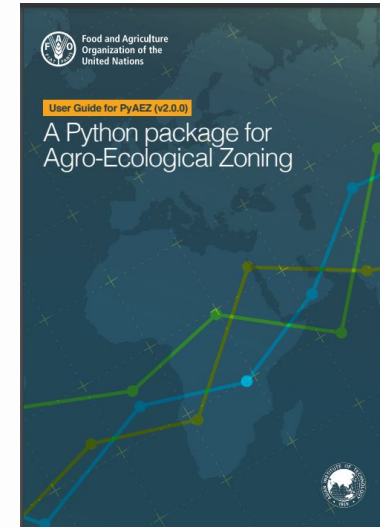 Food and Agriculture
Organization of the
United Nations
User Guide for PyAEZ (v2.0.0)
A Python package for
Agro-Ecological Zoning